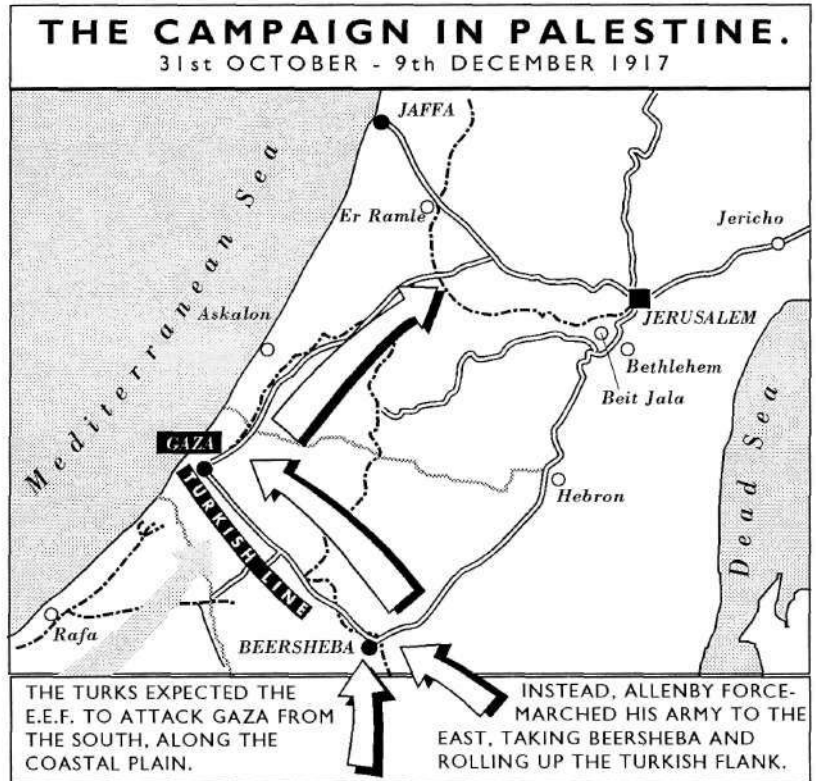 THE CAMPAIGN IN PALESTINE.
31st OCTOBER - 9th DECEMBER 1917
JAFFA
Er Ramle
Jericho
Mediterranean Sea
Askalon
JERUSALEM
Bethlehem
Beit Jala
GAZA
TURKISH LINE
Hebron
Dead Sea
Rafa
BEERSHEBA
THE TURKS EXPECTED THE
E.E.F. TO ATTACK GAZA FROM
THE SOUTH, ALONG THE
COASTAL PLAIN.
INSTEAD, ALLENBY FORCE-
MARCHED HIS ARMY TO THE
EAST, TAKING BEERSHEBA AND
ROLLING UP THE TURKISH FLANK.